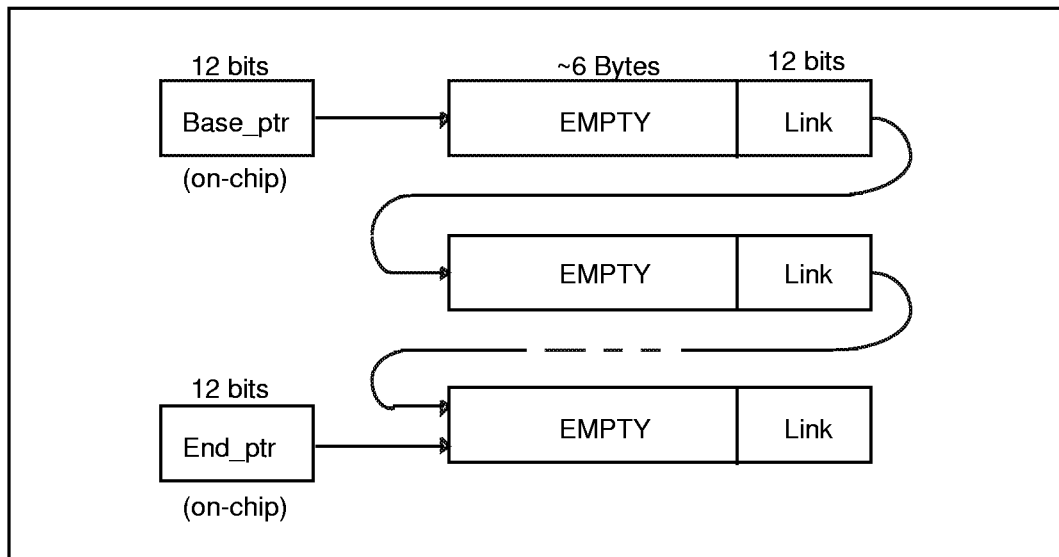 12 bits
~6 Bytes
12 bits
Base_ptr
EMPTY
Link
(on-chip)
EMPTY
Link
12 bits
End_ptr
EMPTY
Link
(on-chip)